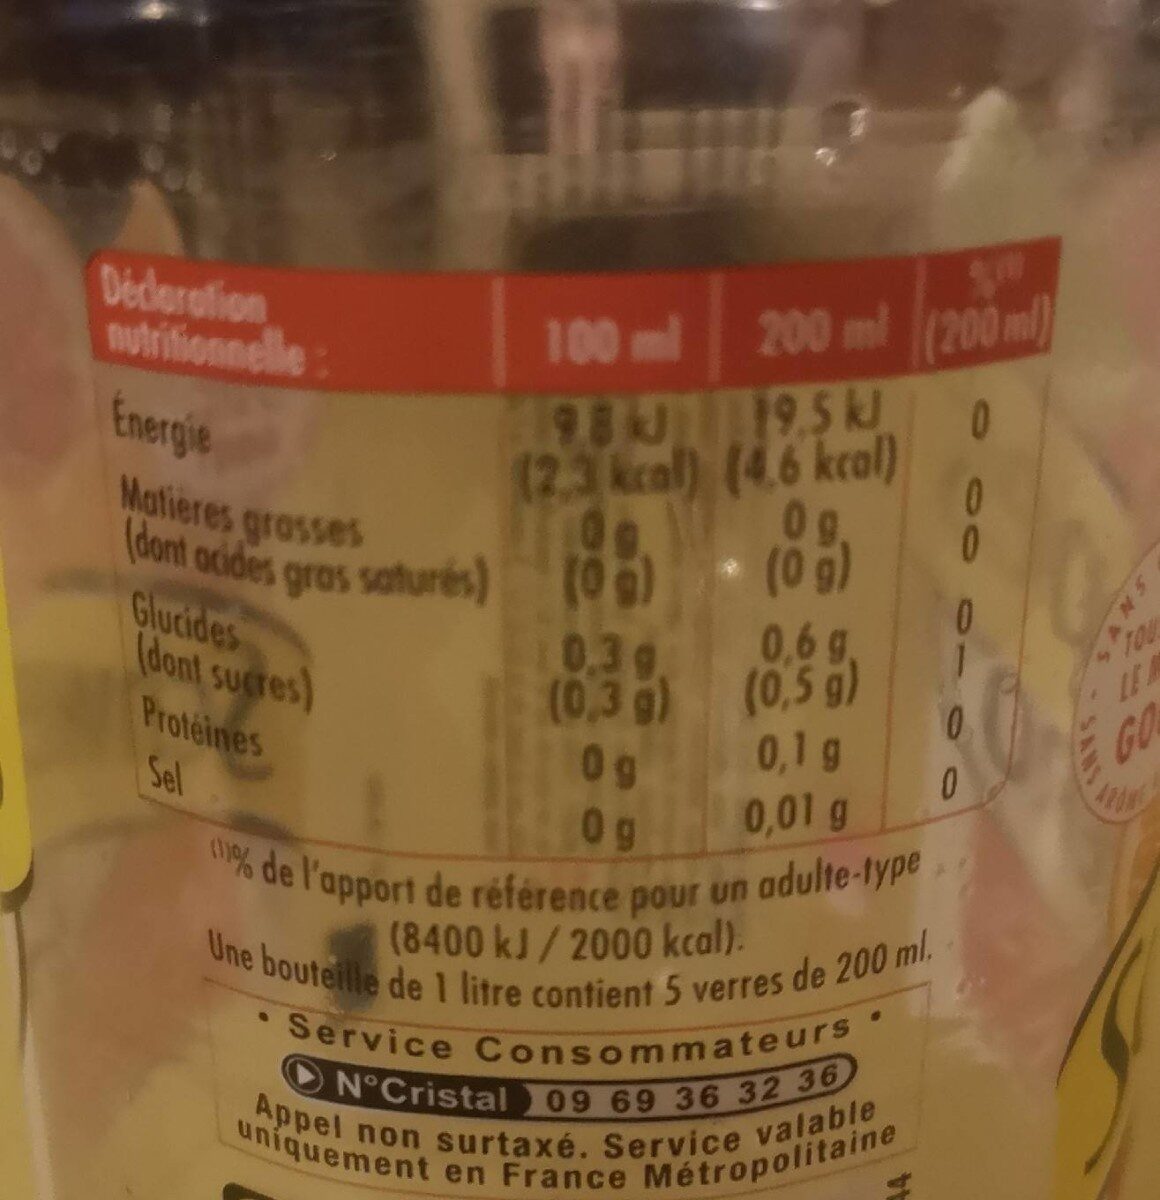 Déclaration nutritionnelle : 100 ml 200 ml %(1) (200 ml)
Énergie 9,8 kJ (2,3 kcal) 19,5 kJ (4,6 kcal) 0
Matières grasses 0 g 0 g 0
(dont acides gras saturés) (0 g) (0 g) 0
Glucides 0,3 g 0,6 g 0
(dont sucres) (0,3 g) (0,5 g) 1
Protéines 0 g 0,1 g 0
Sel 0 g 0,01 g 0
(1)% de l'apport de référence pour un adulte-type
(8400 kJ / 2000 kcal).
Une bouteille de 1 litre contient 5 verres de 200 ml.
• Service Consommateurs •
N°Cristal 09 69 36 32 36
Appel non surtaxé. Service valable
uniquement en France Métropolitaine
SANS
LE
SANS